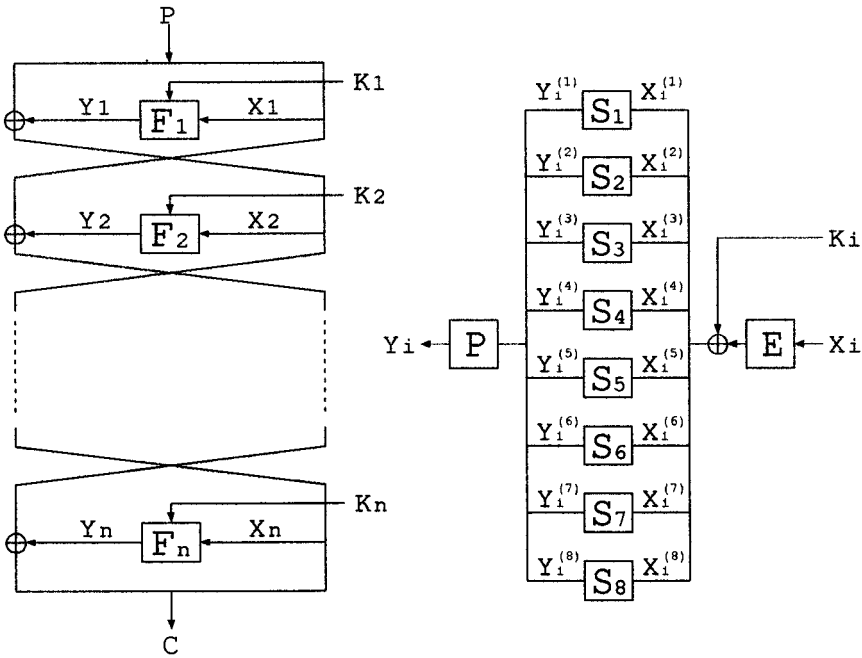 P
K1
Y1 F1 X1
K2
Y2 F2 X2
Kn
Yn Fn Xn
C
Yi(1) S1 Xi(1)
Yi(2) S2 Xi(2)
Yi(3) S3 Xi(3)
Ki
Yi(4) S4 Xi(4)
Yi P E Xi
Yi(5) S5 Xi(5)
Yi(6) S6 Xi(6)
Yi(7) S7 Xi(7)
Yi(8) S8 Xi(8)